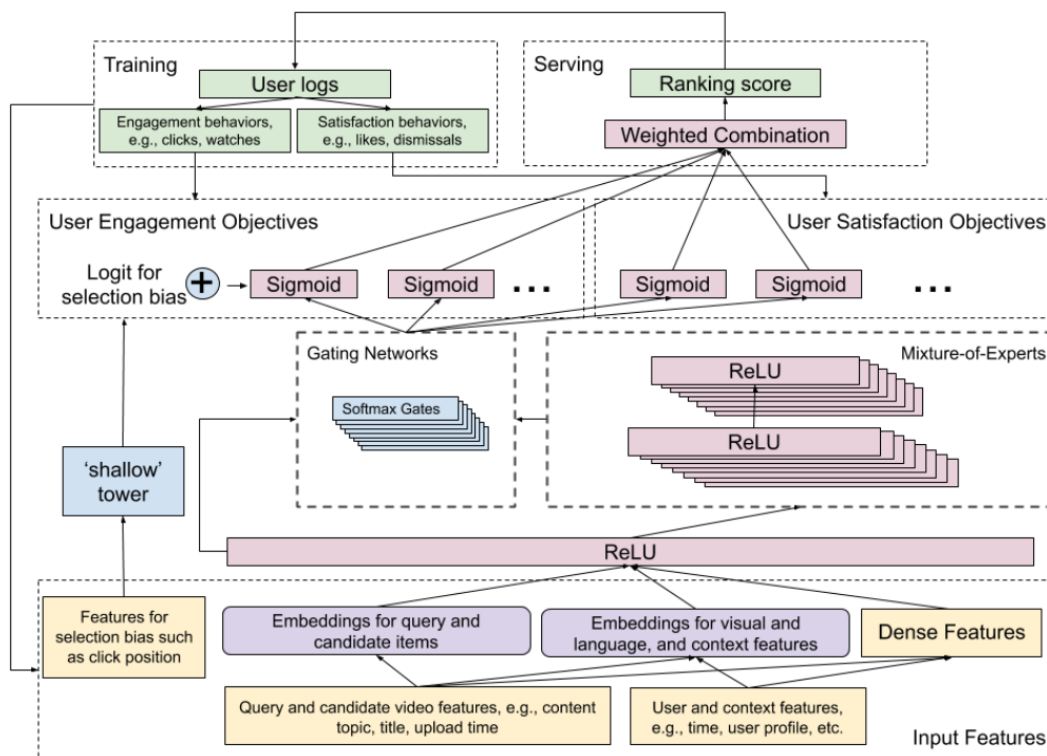 Training
Serving
User logs
Ranking score
Engagement behaviors,
e.g., clicks, watches
Satisfaction behaviors,
e.g., likes, dismissals
Weighted Combination
User Engagement Objectives
User Satisfaction Objectives
Logit for
selection bias
+
Sigmoid
Sigmoid
...
Sigmoid
Sigmoid
...
Gating Networks
Mixture-of-Experts
ReLU
Softmax Gates
ReLU
‘shallow’
tower
ReLU
Features for
selection bias such
as click position
Embeddings for query and
candidate items
Embeddings for visual and
language, and context features
Dense Features
Query and candidate video features, e.g., content
topic, title, upload time
User and context features,
e.g., time, user profile, etc.
Input Features